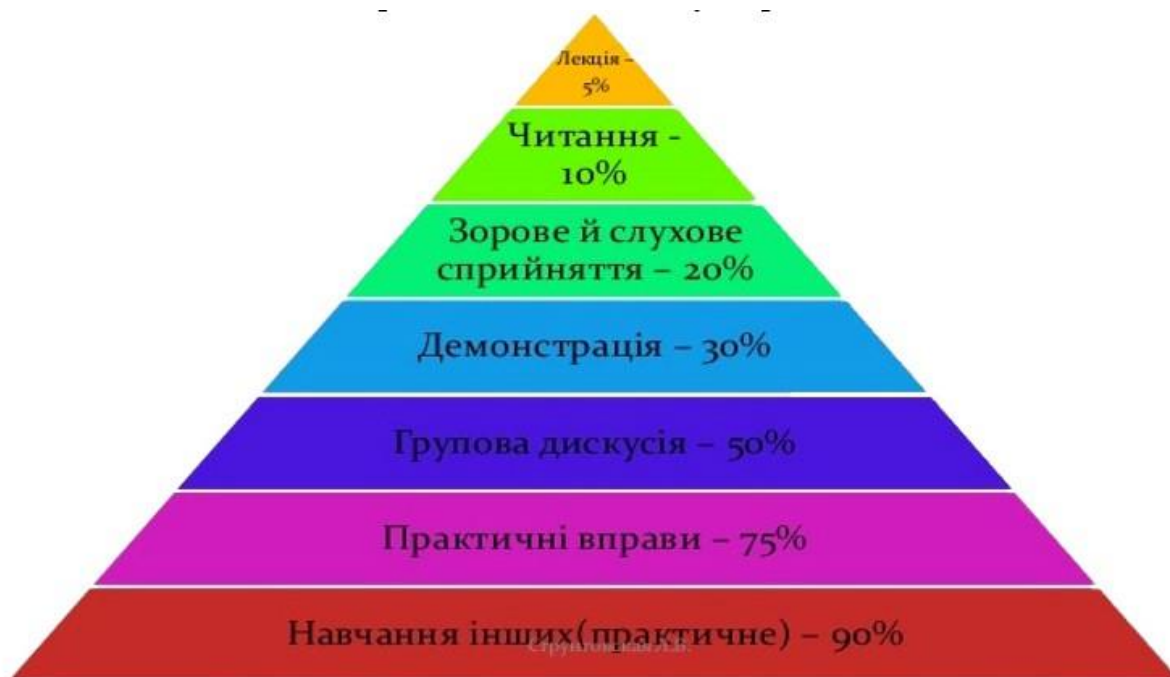 Лекція –
5%
Читання -
10%
Зорове й слухове
сприйняття – 20%
Демонстрація – 30%
Групова дискусія – 50%
Практичні вправи – 75%
Навчання інших(практичне) – 90%